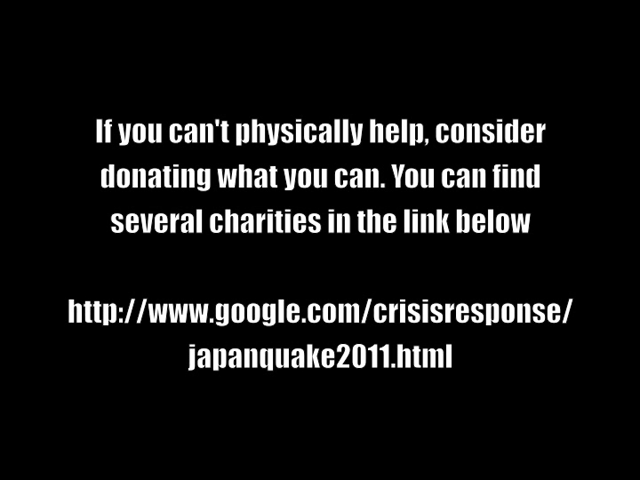 If you can't physically help, consider
donating what you can. You can find
several charities in the link below
http://www.google.com/crisisresponse/
japanquake2011.html